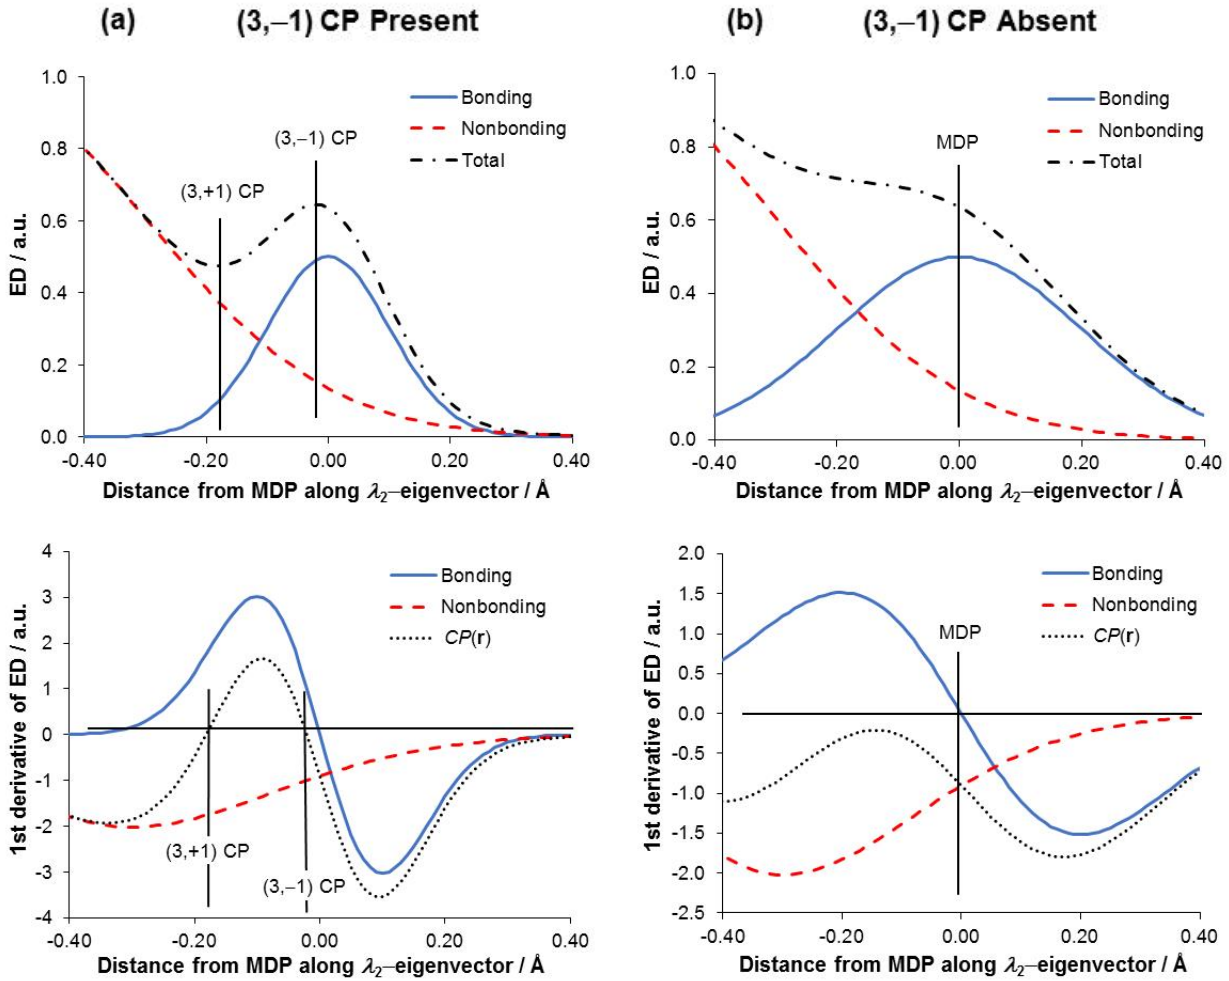 (a) (3,−1) CP Present
1.0
0.8
0.6
0.4
0.2
0.0
ED / a.u.
Bonding
Nonbonding
Total
(3,−1) CP
(3,+1) CP
-0.40 -0.20 0.00 0.20 0.40
Distance from MDP along λ2−eigenvector / Å
(b) (3,−1) CP Absent
1.0
0.8
0.6
0.4
0.2
0.0
ED / a.u.
Bonding
Nonbonding
Total
MDP
-0.40 -0.20 0.00 0.20 0.40
Distance from MDP along λ2−eigenvector / Å
4
3
2
1
0
-1
-2
-3
-4
1st derivative of ED / a.u.
Bonding
Nonbonding
CP(r)
(3,+1) CP
(3,−1) CP
-0.40 -0.20 0.00 0.20 0.40
Distance from MDP along λ2−eigenvector / Å
2.0
1.5
1.0
0.5
0.0
-0.5
-1.0
-1.5
-2.0
-2.5
1st derivative of ED / a.u.
Bonding
Nonbonding
CP(r)
MDP
-0.40 -0.20 0.00 0.20 0.40
Distance from MDP along λ2−eigenvector / Å